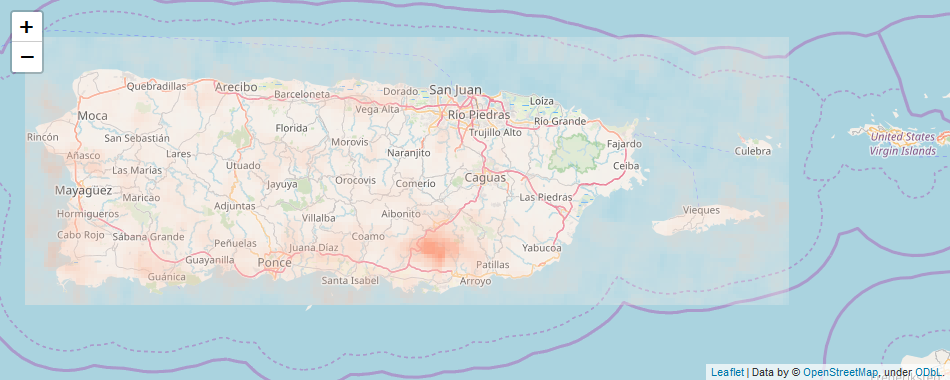 +
−
Quebradillas
Arecibo
Barceloneta
Dorado
San Juan
Loiza
Moca
Vega Alta
Río Piedras
Río Grande
Rincón
San Sebastián
Florida
Morovis
Trujillo Alto
Fajardo
United States
Virgin Islands
Añasco
Lares
Naranjito
Culebra
Las Marías
Utuado
Ceiba
Mayagüez
Maricao
Jayuya
Orocovis
Comerio
Caguas
Las Piedras
Hormigueros
Adjuntas
Villalba
Aibonito
Vieques
Cabo Rojo
Sábana Grande
Peñuelas
Juana Díaz
Coamo
Yabucoa
Guayanilla
Ponce
Patillas
Guánica
Santa Isabel
Arroyo
Leaflet | Data by © OpenStreetMap, under ODbL.